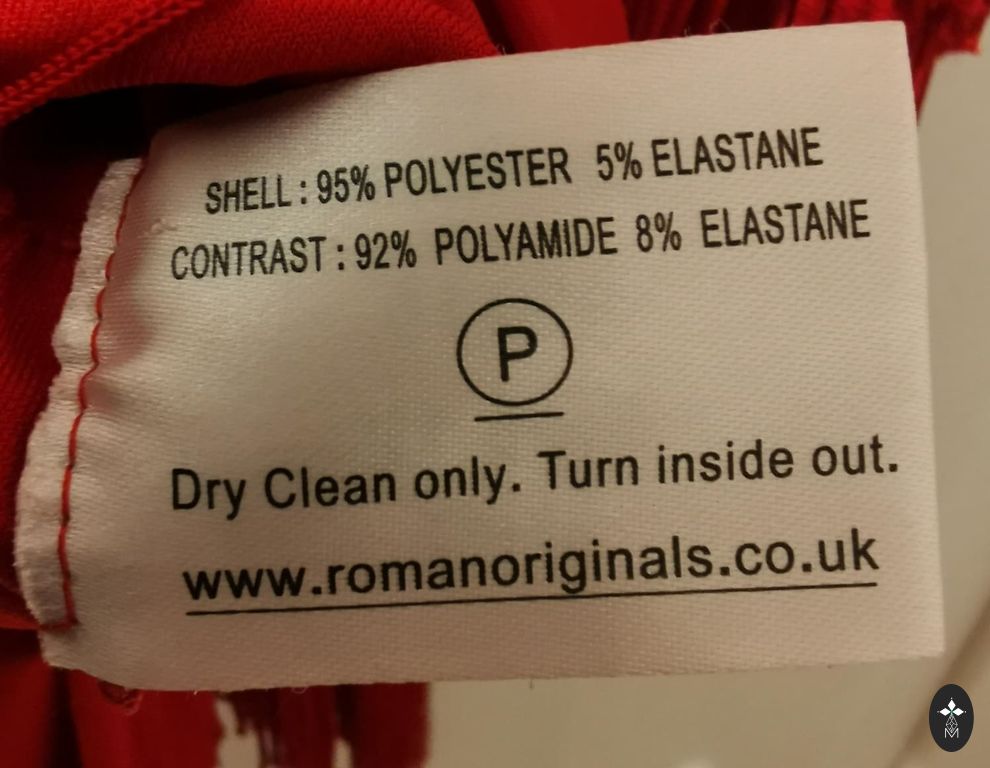 SHELL : 95% POLYESTER 5% ELASTANE
CONTRAST : 92% POLYAMIDE 8% ELASTANE
P
Dry Clean only. Turn inside out.
www.romanoriginals.co.uk
M